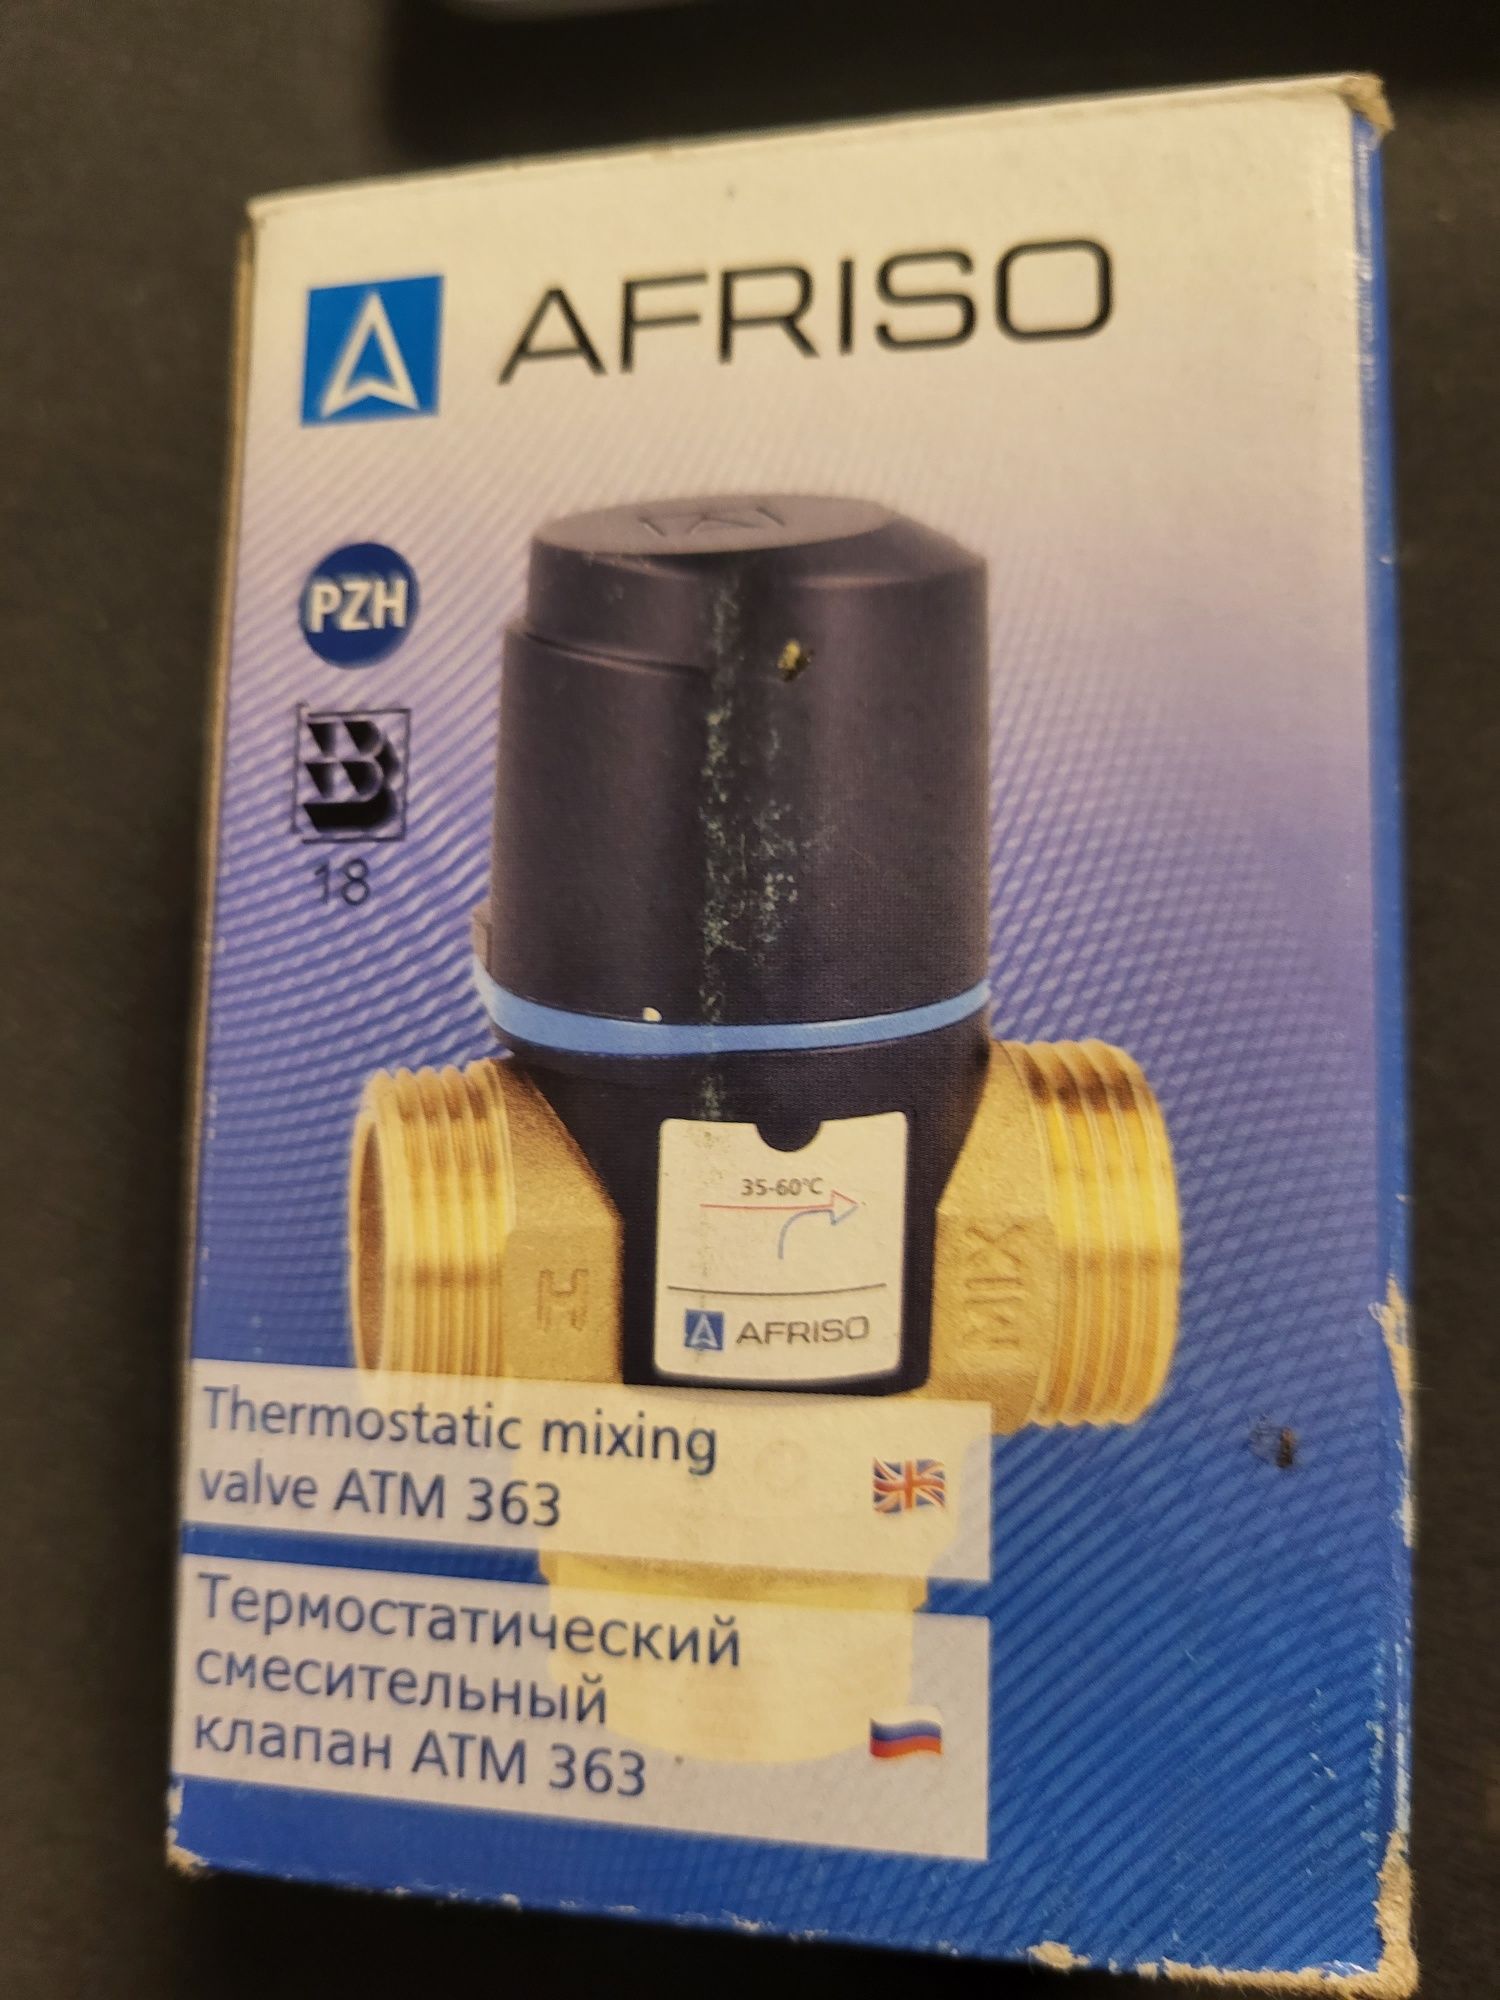 AFRISO
PZH
B
18
35-60°C
H
MIX
AFRISO
Thermostatic mixing
valve ATM 363
Термостатический
смесительный
клапан ATM 363